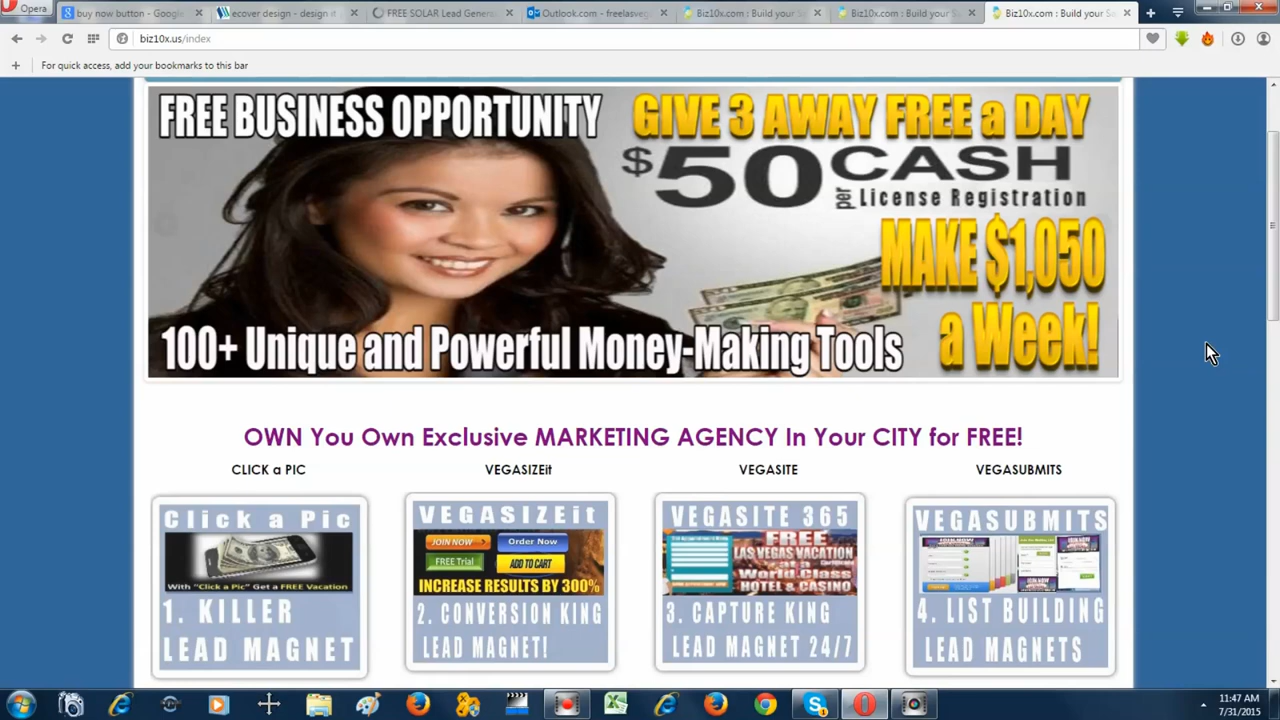 Opera
buy now button - Google
ecover design - design it
FREE SOLAR Lead Genera
Outlook.com - freelasveg
Biz10x.com : Build your S
Biz10x.com : Build your S
Biz10x.com : Build your S
biz10x.us/index
For quick access, add your bookmarks to this bar
FREE BUSINESS OPPORTUNITY
GIVE 3 AWAY FREE a DAY
$50 CASH
per License Registration
MAKE $1,050
a Week!
100+ Unique and Powerful Money-Making Tools
OWN You Own Exclusive MARKETING AGENCY In Your CITY for FREE!
CLICK a PIC
VEGASIZEit
VEGASITE
VEGASUBMITS
Click a Pic
With "Click a Pic" Get a FREE Vacation
1. KILLER
LEAD MAGNET
VEGASIZEit
JOIN NOW
Order Now
FREE Trial
ADD TO CART
INCREASE RESULTS BY 300%
2. CONVERSION KING
LEAD MAGNET!
VEGASITE 365
FREE
LAS VEGAS VACATION
at a
World Class
HOTEL & CASINO
3. CAPTURE KING
LEAD MAGNET 24/7
VEGASUBMITS
4. LIST BUILDING
LEAD MAGNETS
11:47 AM
7/31/2015